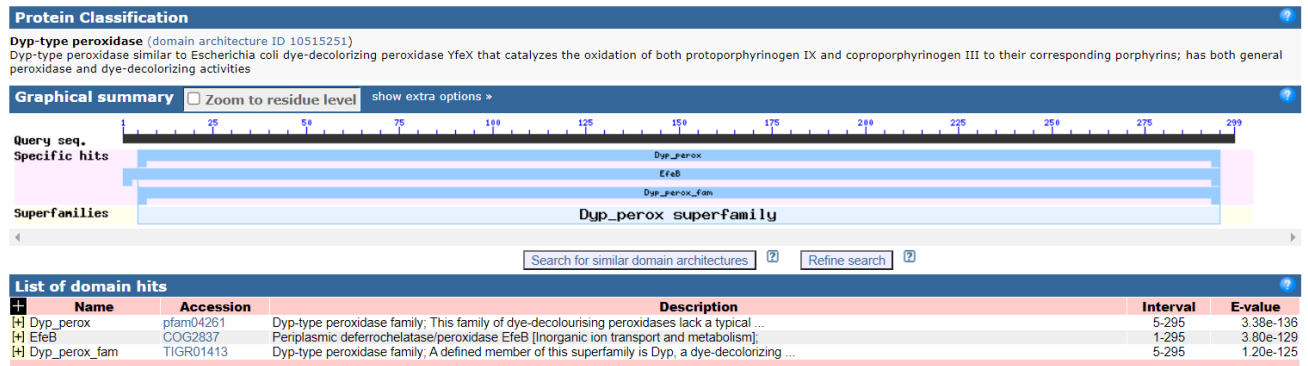 Protein Classification ?
Dyp-type peroxidase (domain architecture ID 10515251)
Dyp-type peroxidase similar to Escherichia coli dye-decolorizing peroxidase YfeX that catalyzes the oxidation of both protoporphyrinogen IX and coproporphyrinogen III to their corresponding porphyrins; has both general
peroxidase and dye-decolorizing activities
Graphical summary Zoom to residue level show extra options » ?
1 25 50 75 100 125 150 175 200 225 250 275 299
Query seq.
Specific hits Dyp_perox
EfeB
Dyp_perox_fam
Superfamilies Dyp_perox superfamily
Search for similar domain architectures ? Refine search ?
List of domain hits ?
+ Name Accession Description Interval E-value
[+] Dyp_perox pfam04261 Dyp-type peroxidase family; This family of dye-decolourising peroxidases lack a typical ... 5-295 3.38e-136
[+] EfeB COG2837 Periplasmic deferrochelatase/peroxidase EfeB [Inorganic ion transport and metabolism]; 1-295 3.80e-129
[+] Dyp_perox_fam TIGR01413 Dyp-type peroxidase family; A defined member of this superfamily is Dyp, a dye-decolorizing ... 5-295 1.20e-125